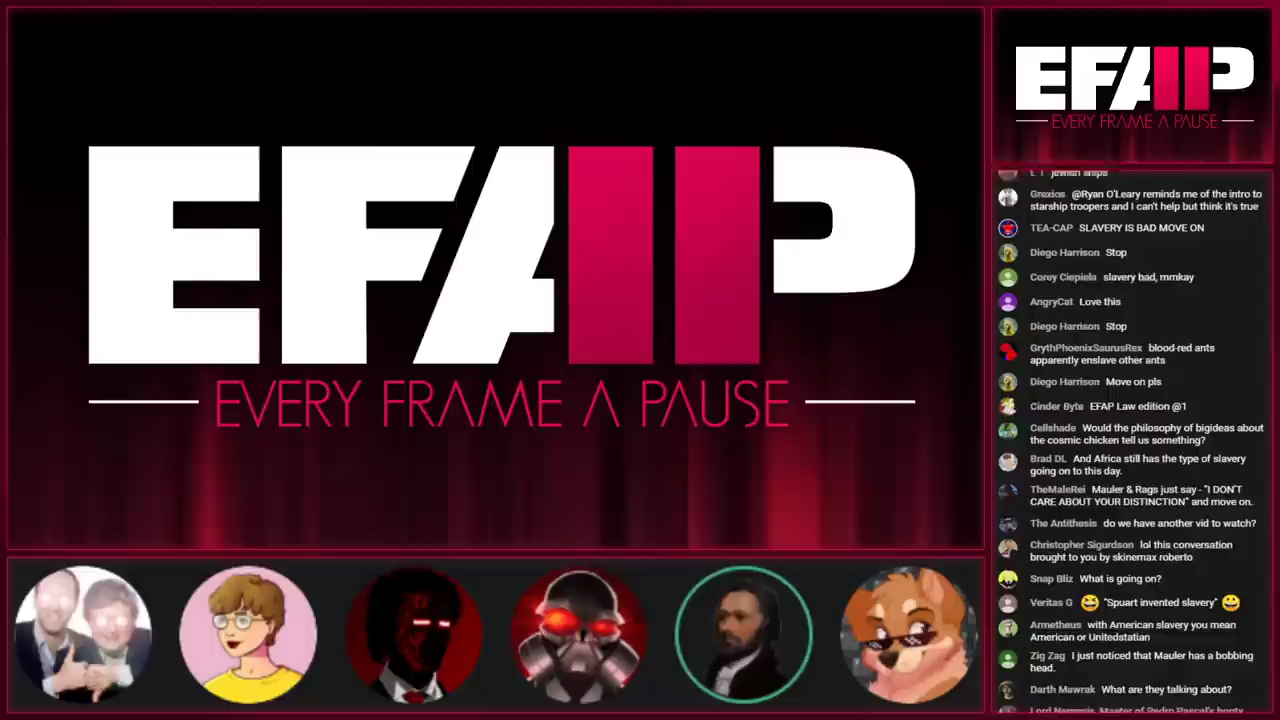 EFAP
EVERY FRAME A PAUSE
EFAP
EVERY FRAME A PAUSE
Grexios @Ryan O'Leary reminds me of the intro to
starship troopers and I can't help but think it's true
TEA-CAP SLAVERY IS BAD MOVE ON
Diego Harrison Stop
Corey Ciepiela slavery bad, mmkay
AngryCat Love this
Diego Harrison Stop
GrythPhoenixSaurusRex blood-red ants
apparently enslave other ants
Diego Harrison Move on pls
Cinder Byte EFAP Law edition @1
Cellshade Would the philosophy of bigideas about
the cosmic chicken tell us something?
Brad DL And Africa still has the type of slavery
going on to this day.
TheMaleRei Mauler & Rags just say - "I DON'T
CARE ABOUT YOUR DISTINCTION" and move on.
The Antithesis do we have another vid to watch?
Christopher Sigurdson lol this conversation
brought to you by skinemax roberto
Snap Bliz What is going on?
Veritas G 😆 "Spuart invented slavery" 😀
Armetheus with American slavery you mean
American or Unitedstatian
Zig Zag I just noticed that Mauler has a bobbing
head.
Darth Mawrak What are they talking about?